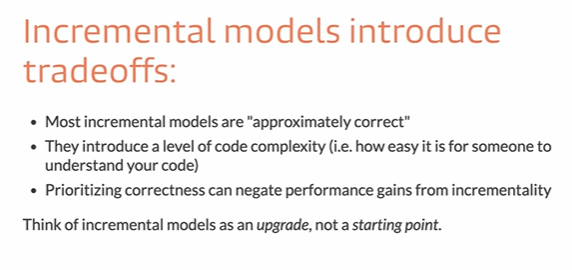 Incremental models introduce
tradeoffs:
• Most incremental models are "approximately correct"
• They introduce a level of code complexity (i.e. how easy it is for someone to
understand your code)
• Prioritizing correctness can negate performance gains from incrementality
Think of incremental models as an upgrade, not a starting point.